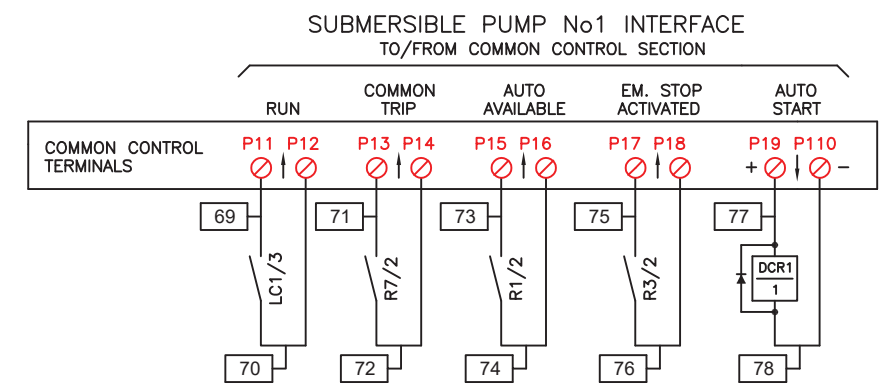 SUBMERSIBLE PUMP No1 INTERFACE
TO/FROM COMMON CONTROL SECTION
RUN
COMMON
TRIP
AUTO
AVAILABLE
EM. STOP
ACTIVATED
AUTO
START
COMMON CONTROL
TERMINALS
P11 P12
P13 P14
P15 P16
P17 P18
P19 P110
+ −
69
71
73
75
77
LC1/3
R7/2
R1/2
R3/2
DCR1
1
70
72
74
76
78